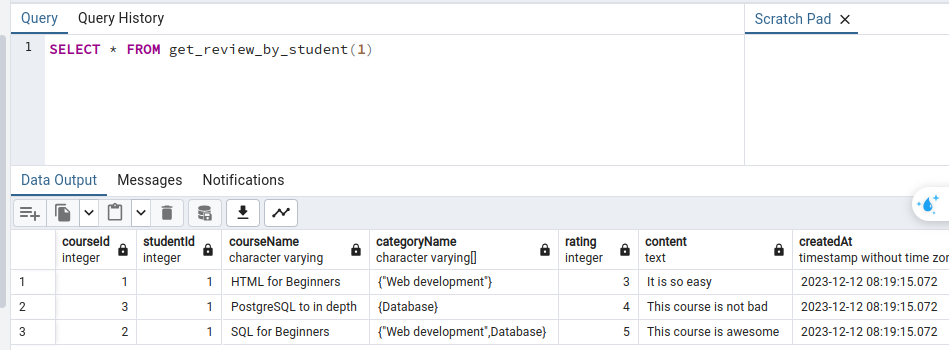 Query Query History Scratch Pad
1 SELECT * FROM get_review_by_student(1)
Data Output Messages Notifications
courseId studentId courseName categoryName rating content createdAt
integer integer character varying character varying[] integer text timestamp without time zon
1 1 1 HTML for Beginners {"Web development"} 3 It is so easy 2023-12-12 08:19:15.072
2 3 1 PostgreSQL to in depth {Database} 4 This course is not bad 2023-12-12 08:19:15.072
3 2 1 SQL for Beginners {"Web development",Database} 5 This course is awesome 2023-12-12 08:19:15.072